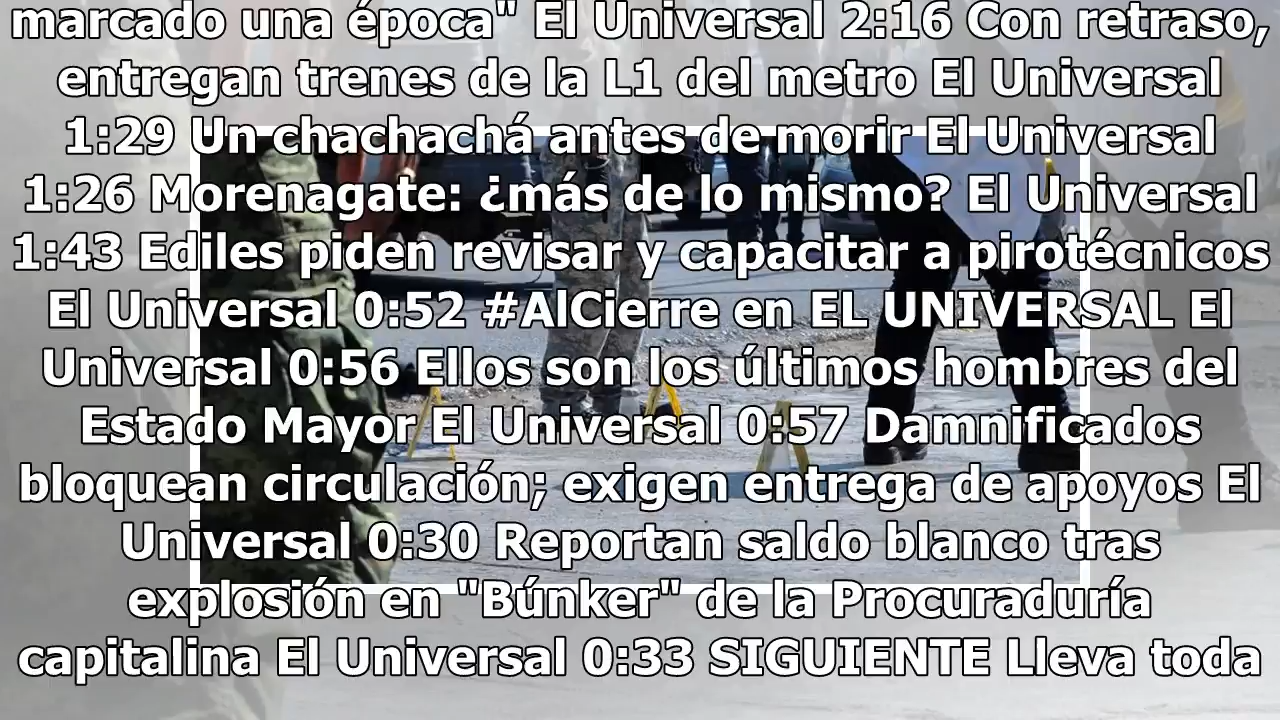 marcado una época" El Universal 2:16 Con retraso,
entregan trenes de la L1 del metro El Universal
1:29 Un chachachá antes de morir El Universal
1:26 Morenagate: ¿más de lo mismo? El Universal
1:43 Ediles piden revisar y capacitar a pirotécnicos
El Universal 0:52 #AlCierre en EL UNIVERSAL El
Universal 0:56 Ellos son los últimos hombres del
Estado Mayor El Universal 0:57 Damnificados
bloquean circulación; exigen entrega de apoyos El
Universal 0:30 Reportan saldo blanco tras
explosión en "Búnker" de la Procuraduría
capitalina El Universal 0:33 SIGUIENTE Lleva toda